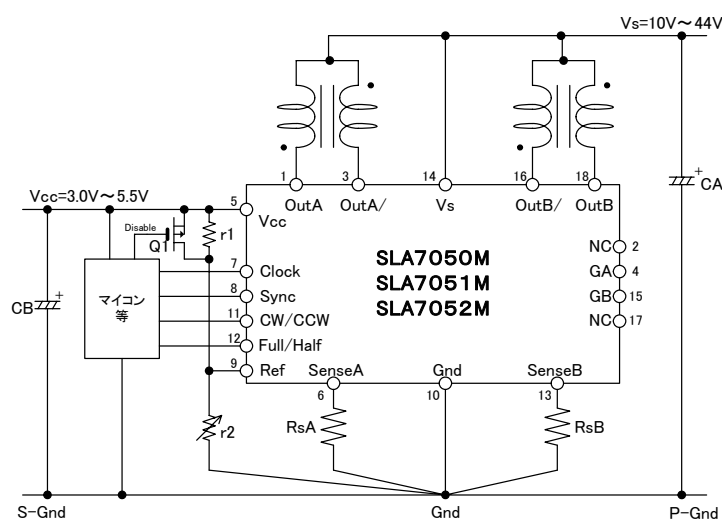 Vs=10V～44V
CA
+
1
3
14
16
18
OutA
OutA/
Vs
OutB/
OutB
Vcc=3.0V～5.5V
5
Vcc
Disable
Q1
r1
SLA7050M
SLA7051M
SLA7052M
NC 2
GA 4
GB 15
NC 17
7 Clock
8 Sync
11 CW/CCW
12 Full/Half
9 Ref
マイコン
等
CB
+
SenseA
Gnd
SenseB
6
10
13
RsA
RsB
r2
S-Gnd
Gnd
P-Gnd